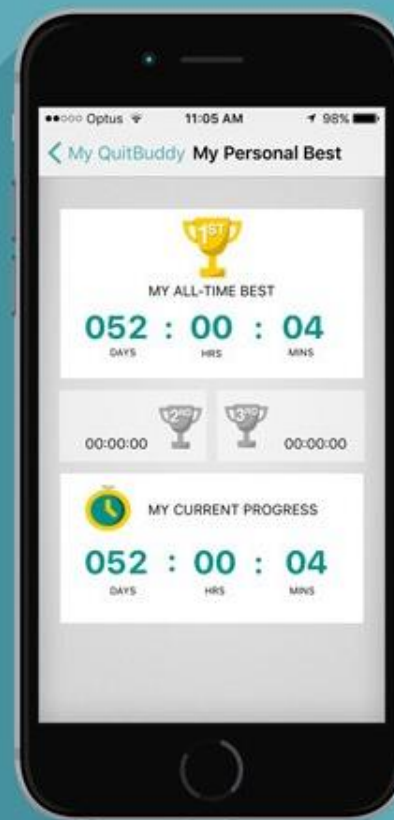 Optus 11:05 AM 98%
My QuitBuddy My Personal Best
1ST
MY ALL-TIME BEST
052 : 00 : 04
DAYS HRS MINS
2ND 3RD
00:00:00 00:00:00
MY CURRENT PROGRESS
052 : 00 : 04
DAYS HRS MINS